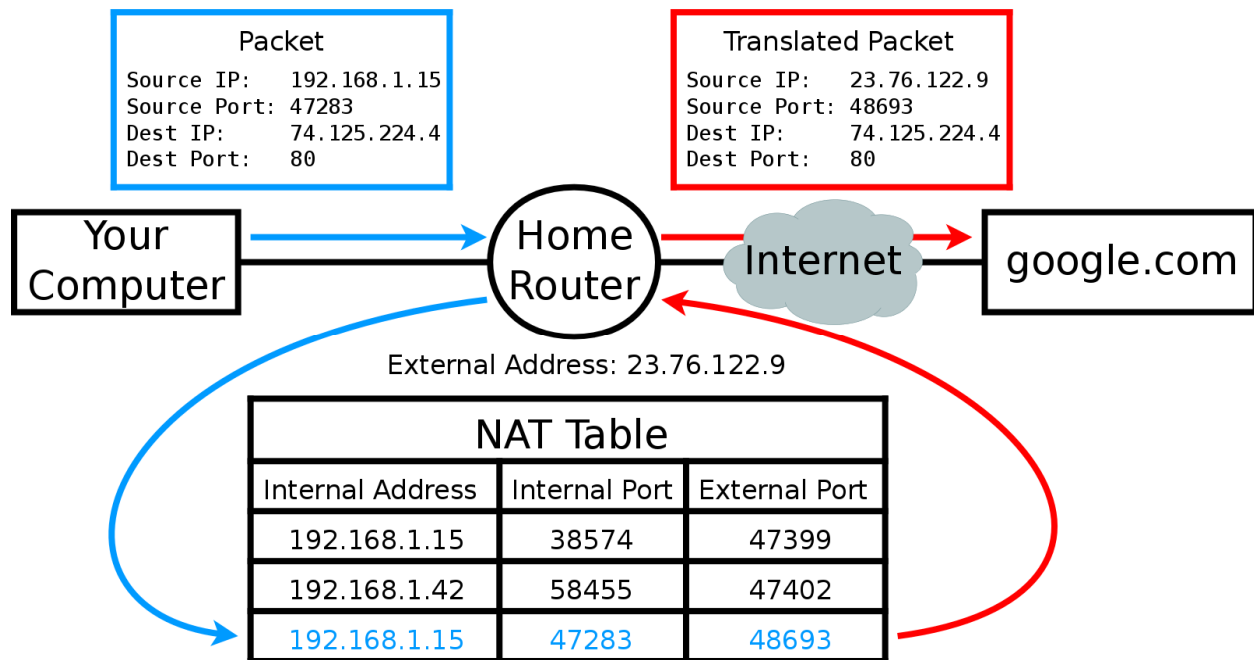 Packet
Source IP: 192.168.1.15
Source Port: 47283
Dest IP: 74.125.224.4
Dest Port: 80
Translated Packet
Source IP: 23.76.122.9
Source Port: 48693
Dest IP: 74.125.224.4
Dest Port: 80
Your
Computer
Home
Router
Internet
google.com
External Address: 23.76.122.9
NAT Table
Internal Address Internal Port External Port
192.168.1.15 38574 47399
192.168.1.42 58455 47402
192.168.1.15 47283 48693